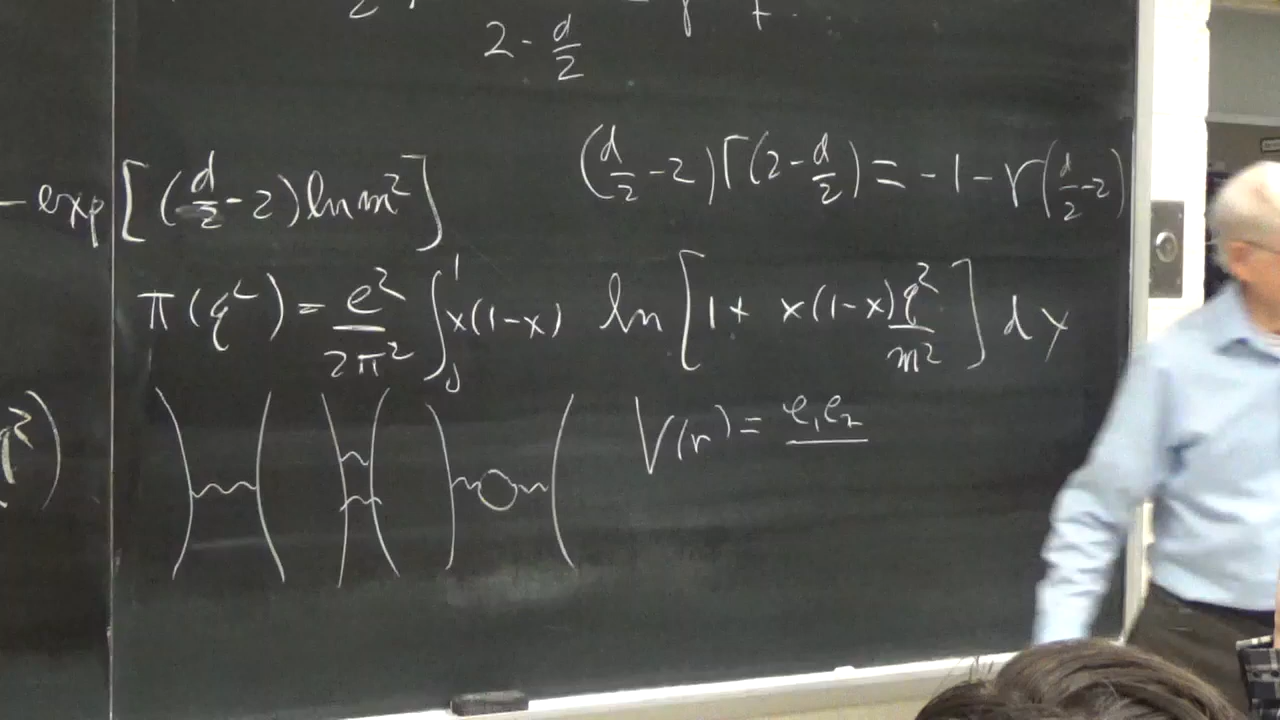 2 - d/2
- exp[(d/2 - 2) ln m²]
(d/2 - 2)Γ(2 - d/2) = -1 - γ(d/2 - 2)
π(q²) = e²/2π² ∫₀¹ x(1-x) ln[1 + x(1-x)q²/m²] dx
q²)
V(r) = e₁e₂